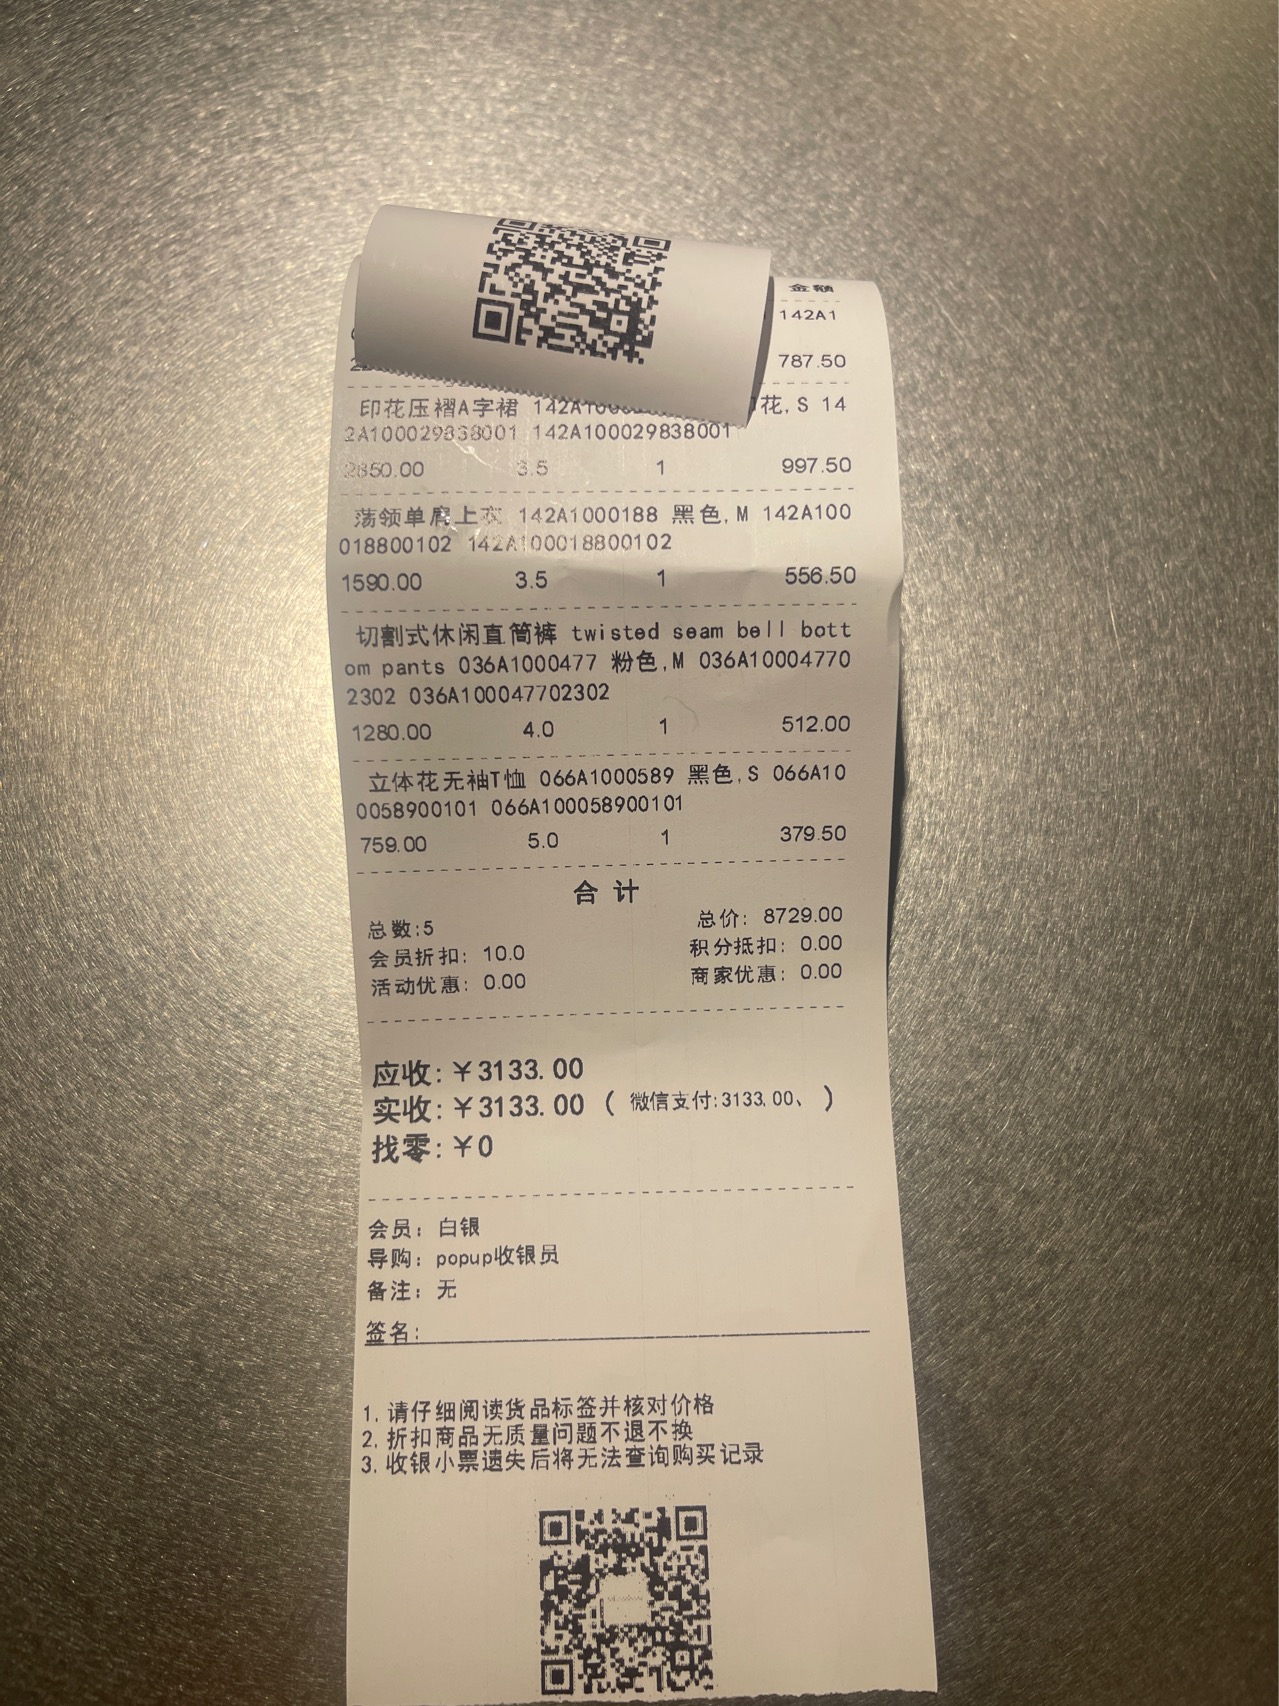 金额
142A1
787.50
印花压褶A字裙 花,S 14
2A100029838001 142A100029838001
2850.00 3.5 1 997.50
荡领单肩上衣 142A1000188 黑色,M 142A100
018800102 142A100018800102
1590.00 3.5 1 556.50
切割式休闲直筒裤 twisted seam bell bott
om pants 036A1000477 粉色,M 036A10004770
2302 036A100047702302
1280.00 4.0 1 512.00
立体花无袖T恤 066A1000589 黑色,S 066A10
0058900101 066A100058900101
759.00 5.0 1 379.50
合 计
总数:5 总价: 8729.00
会员折扣: 10.0 积分抵扣: 0.00
活动优惠: 0.00 商家优惠: 0.00
应收:￥3133.00
实收:￥3133.00 ( 微信支付:3133.00、 )
找零:￥0
会员: 白银
导购: popup收银员
备注: 无
签名:
1. 请仔细阅读货品标签并核对价格
2. 折扣商品无质量问题不退不换
3. 收银小票遗失后将无法查询购买记录